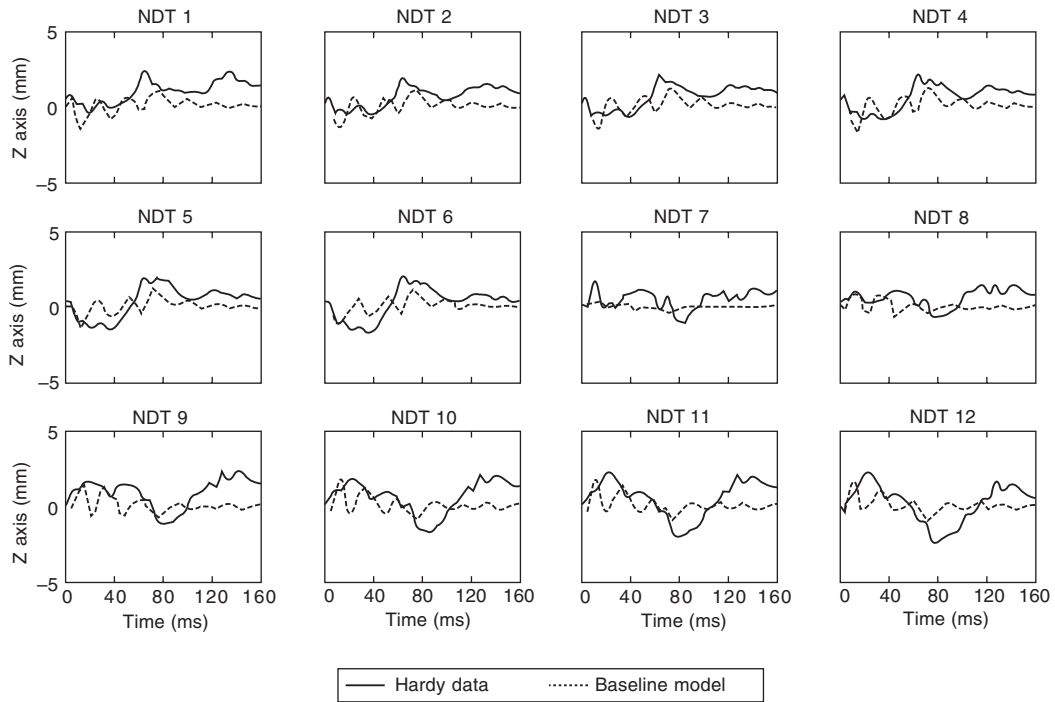 NDT 1 NDT 2 NDT 3 NDT 4
5
0
−5
Z axis (mm)
NDT 5 NDT 6 NDT 7 NDT 8
5
0
−5
Z axis (mm)
NDT 9 NDT 10 NDT 11 NDT 12
5
0
−5
Z axis (mm)
0 40 80 120 160 0 40 80 120 160 0 40 80 120 160 0 40 80 120 160
Time (ms) Time (ms) Time (ms) Time (ms)
Hardy data Baseline model